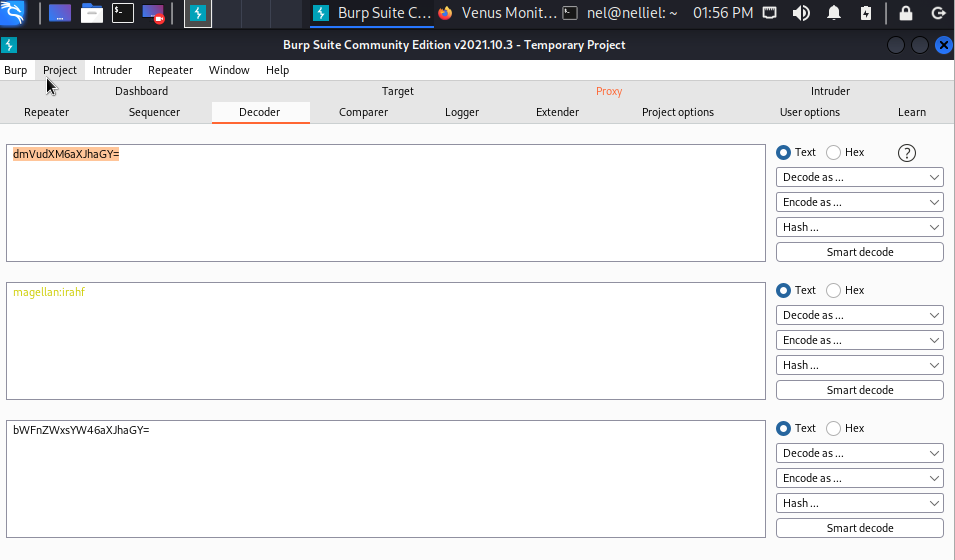 Burp Suite C... Venus Monit... nel@nelliel: ~ 01:56 PM
Burp Suite Community Edition v2021.10.3 - Temporary Project
Burp Project Intruder Repeater Window Help
Dashboard Target Proxy Intruder
Repeater Sequencer Decoder Comparer Logger Extender Project options User options Learn
dmVudXM6aXJhaGY=
Text Hex ?
Decode as ...
Encode as ...
Hash ...
Smart decode
magellan:irahf
Text Hex
Decode as ...
Encode as ...
Hash ...
Smart decode
bWFnZWxsYW46aXJhaGY=
Text Hex
Decode as ...
Encode as ...
Hash ...
Smart decode